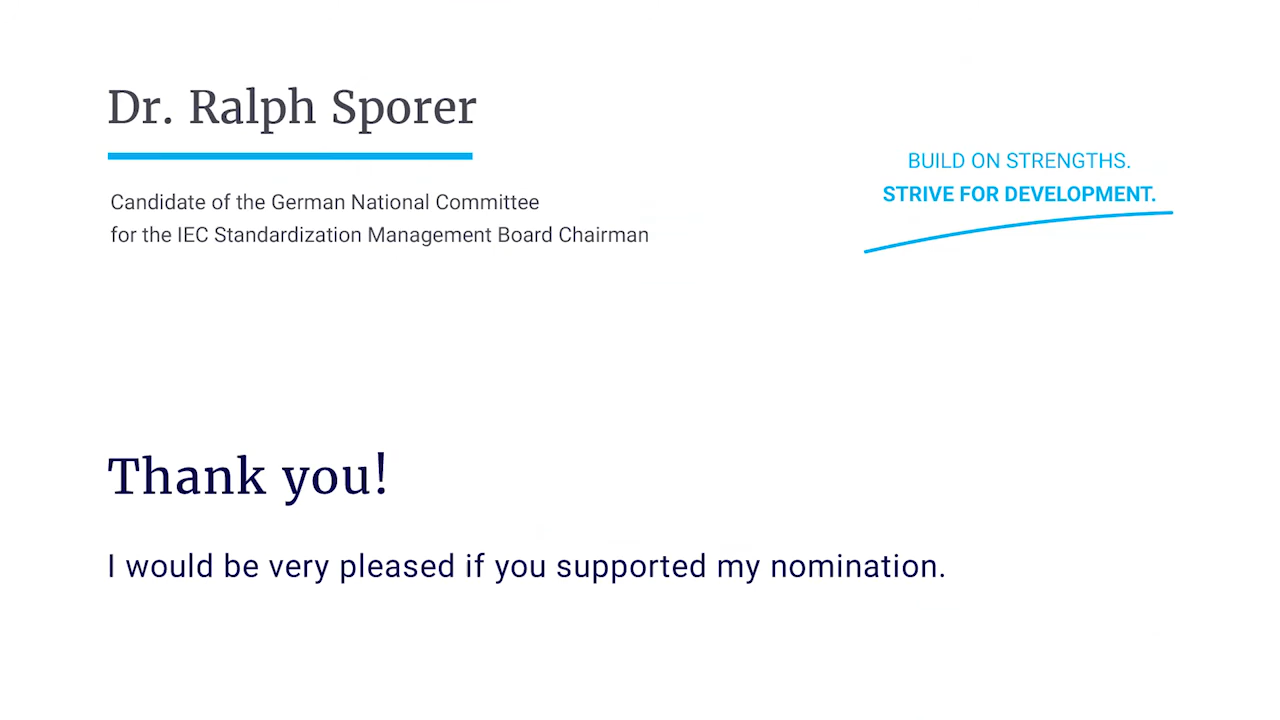 Dr. Ralph Sporer
Candidate of the German National Committee
for the IEC Standardization Management Board Chairman
BUILD ON STRENGTHS.
STRIVE FOR DEVELOPMENT.
Thank you!
I would be very pleased if you supported my nomination.